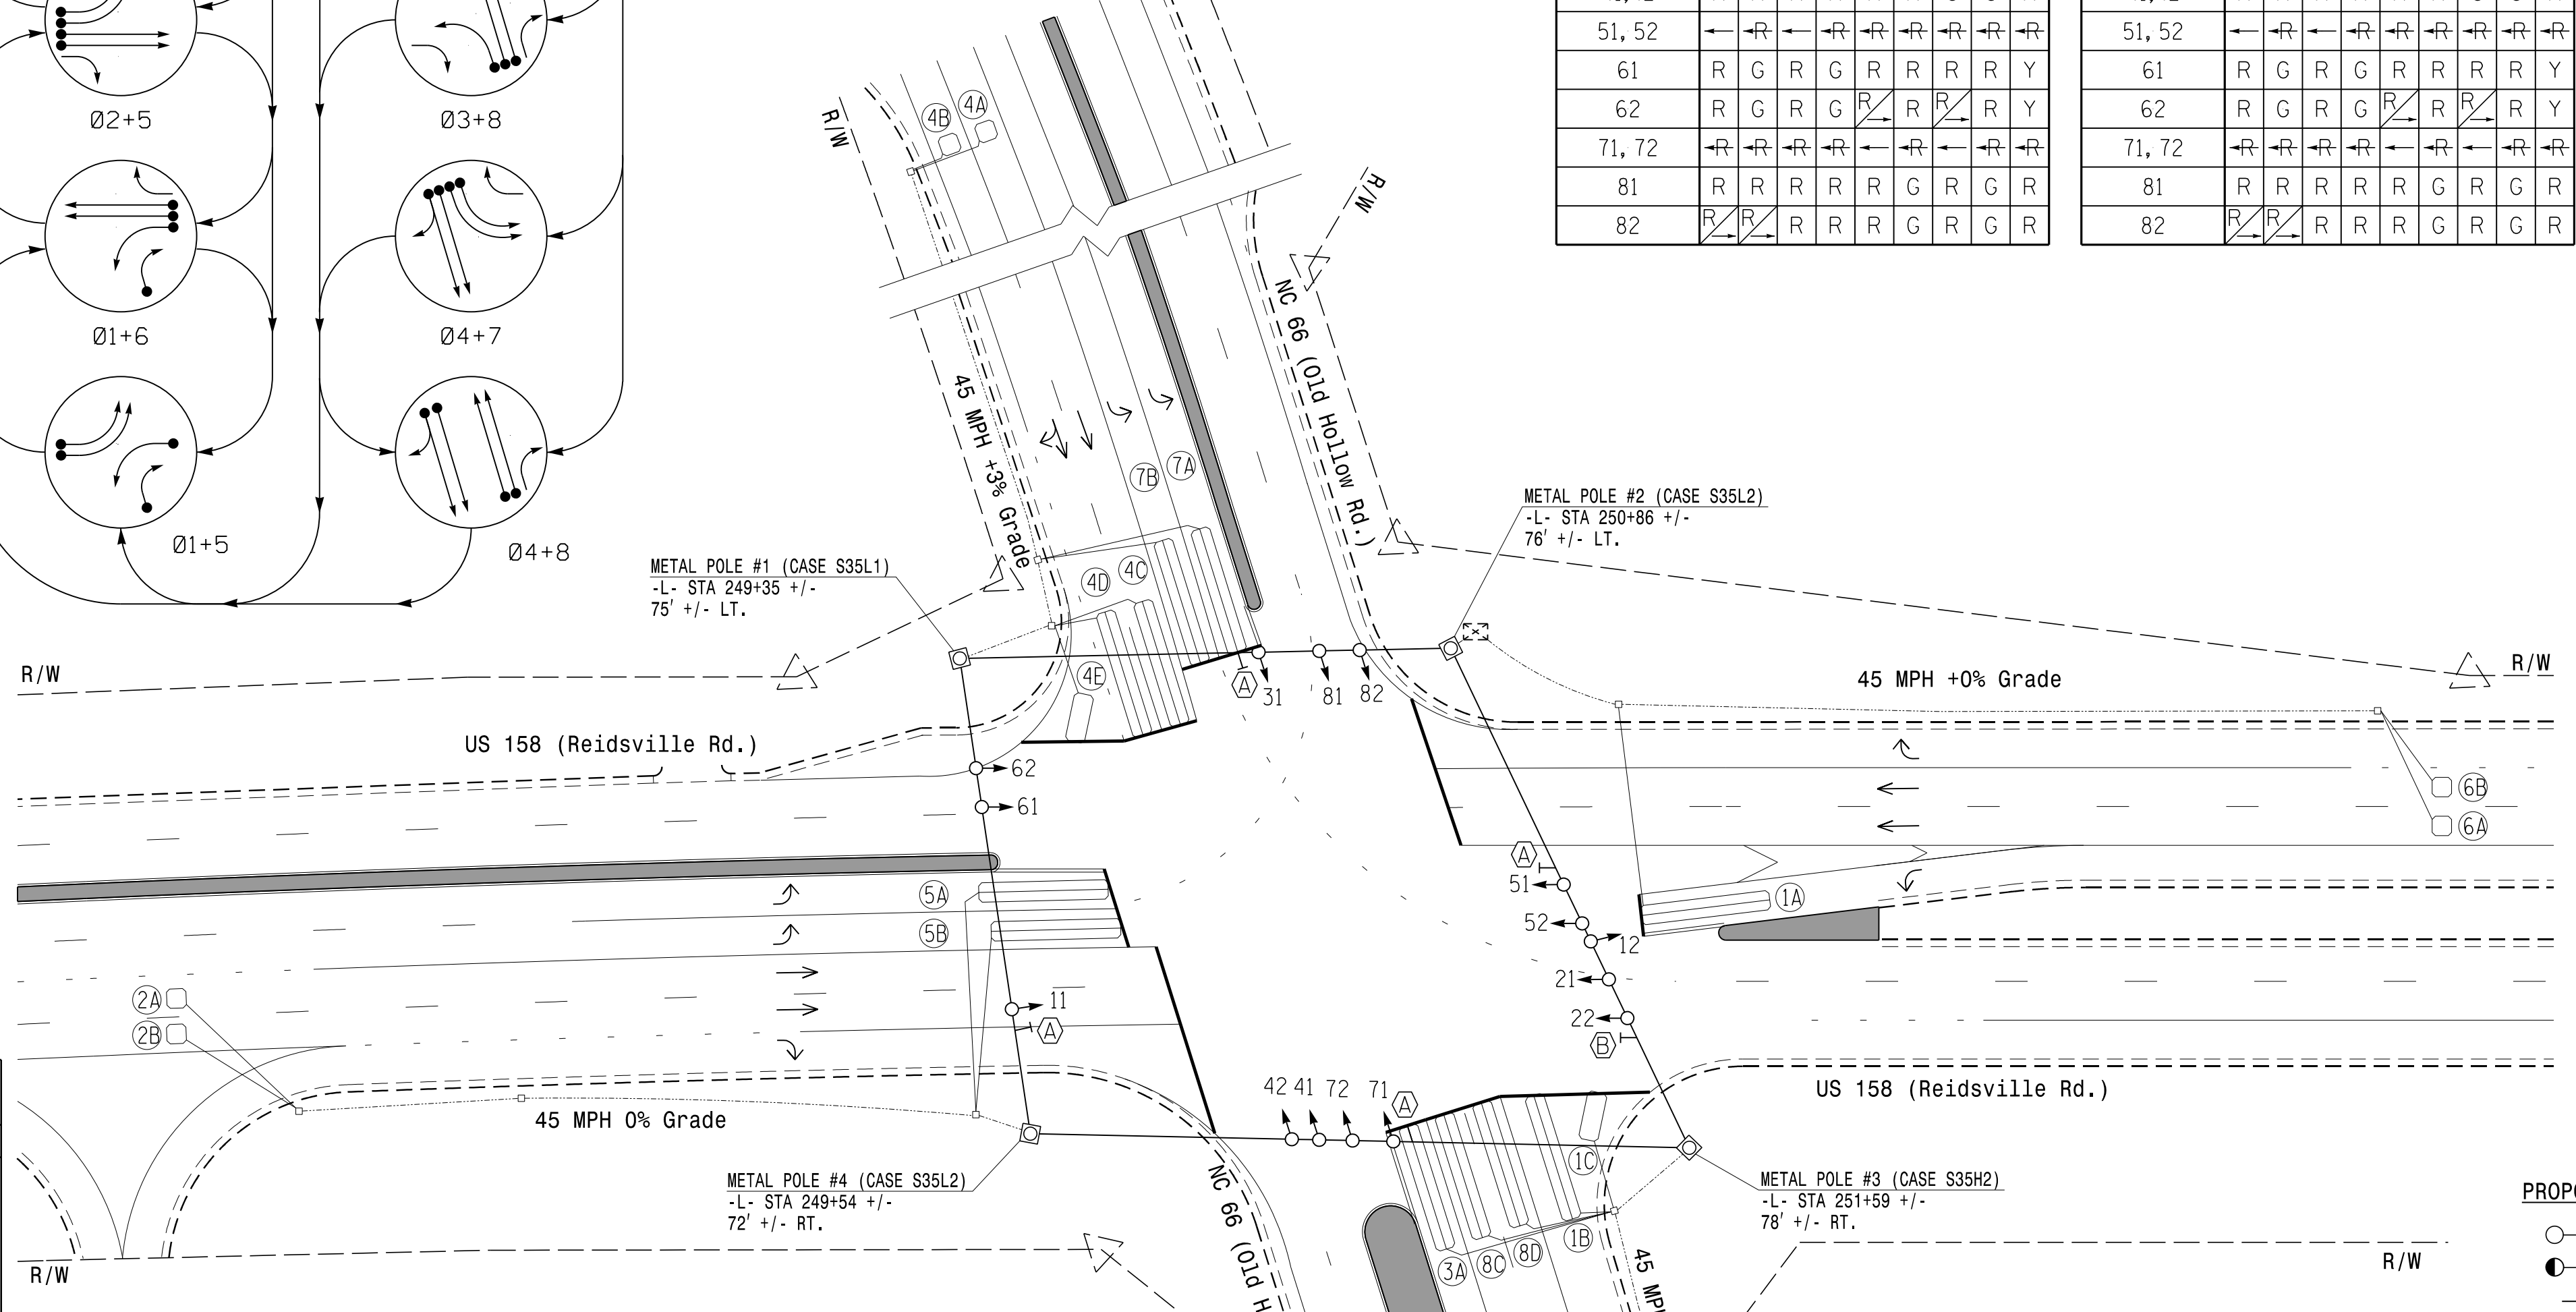 51, 52 R R R R R R R
61 R G R G R R R R Y
62 R G R G R R R R Y
71, 72 R R R R R R R
81 R R R R R G R G R
82 R R R R R G R G R
51, 52 R R R R R R R
61 R G R G R R R R Y
62 R G R G R R R R Y
71, 72 R R R R R R R
81 R R R R R G R G R
82 R R R R R G R G R
Ø2+5
Ø3+8
Ø1+6
Ø4+7
Ø1+5
Ø4+8
R/W
4B
4A
R/W
NC 66 (Old Hollow Rd.)
45 MPH +3% Grade
7B
7A
METAL POLE #1 (CASE S35L1)
-L- STA 249+35 +/-
75' +/- LT.
METAL POLE #2 (CASE S35L2)
-L- STA 250+86 +/-
76' +/- LT.
4D
4C
4E
A
31
81
82
R/W
R/W
45 MPH +0% Grade
US 158 (Reidsville Rd.)
62
61
6B
6A
5A
5B
A
51
52
12
1A
2A
2B
11
A
21
22
B
45 MPH 0% Grade
42
41
72
71
A
US 158 (Reidsville Rd.)
METAL POLE #4 (CASE S35L2)
-L- STA 249+54 +/-
72' +/- RT.
METAL POLE #3 (CASE S35H2)
-L- STA 251+59 +/-
78' +/- RT.
1C
1B
8D
8C
3A
NC 66 (Old H
45 MPH
R/W
R/W
PROPO